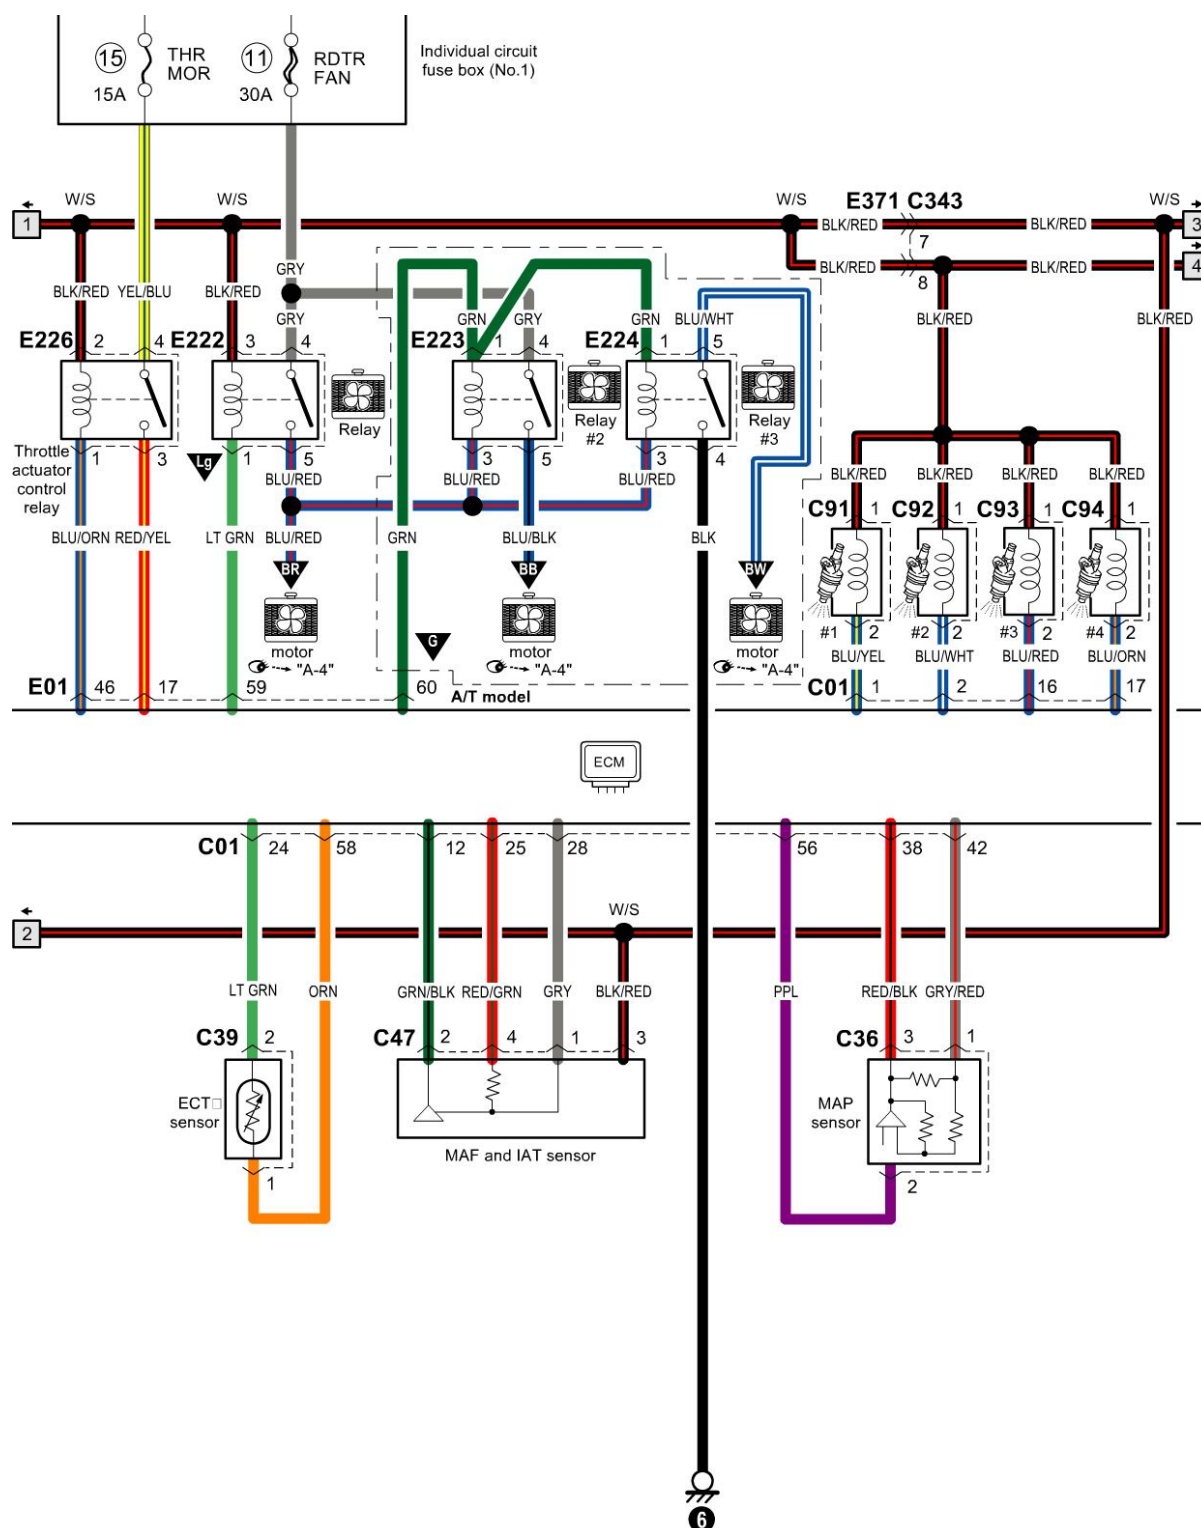 15 THR MOR 15A
11 RDTR FAN 30A
Individual circuit
fuse box (No.1)
W/S W/S W/S E371 C343 W/S
1 BLK/RED 7 BLK/RED 3
BLK/RED 8 BLK/RED 4
GRY
BLK/RED YEL/BLU BLK/RED GRY GRN GRY GRN BLU/WHT BLK/RED BLK/RED
E226 2 4 E222 3 4 E223 1 4 E224 1 5
Relay
Relay
#2
Relay
#3
Throttle
actuator
control
relay
1 3 Lg 1 5 3 5 3 4
BLU/RED BLU/RED BLU/RED BLK/RED BLK/RED BLK/RED BLK/RED
C91 1 C92 1 C93 1 C94 1
BLU/ORN RED/YEL LT GRN BLU/RED GRN BLU/BLK BLK
BR BB BW
#1 2 #2 2 #3 2 #4 2
motor G motor motor
"A-4" "A-4" "A-4"
BLU/YEL BLU/WHT BLU/RED BLU/ORN
E01 46 17 59 60 A/T model C01 1 2 16 17
ECM
C01 24 58 12 25 28 56 38 42
W/S
2
LT GRN ORN GRN/BLK RED/GRN GRY BLK/RED PPL RED/BLK GRY/RED
C39 2 C47 2 4 1 3 C36 3 1
ECT□
sensor
MAP
sensor
MAF and IAT sensor
1 2
6